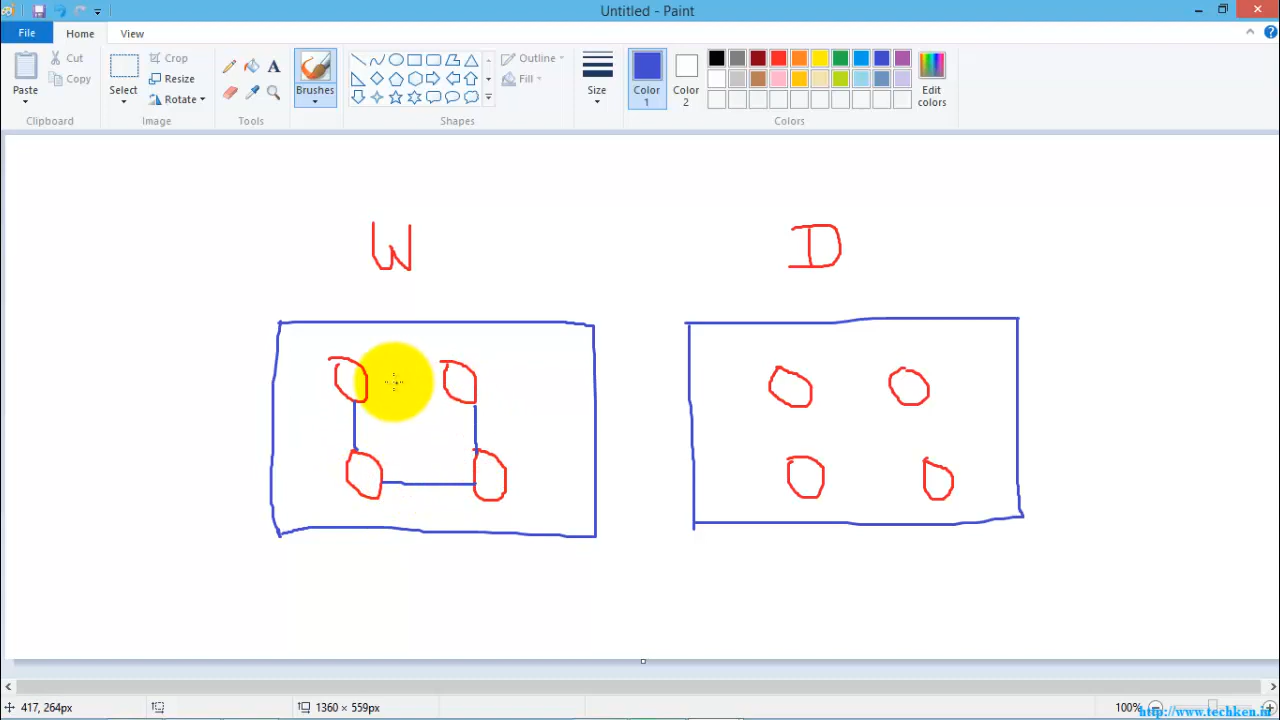 Untitled - Paint
File Home View
Paste
Cut
Copy
Clipboard
Select
Crop
Resize
Rotate
Image
A
Tools
Brushes
Outline
Fill
Shapes
Size
Color 1
Color 2
Edit colors
Colors
W D
417, 264px
1360 × 559px
100%
http://www.techken.in